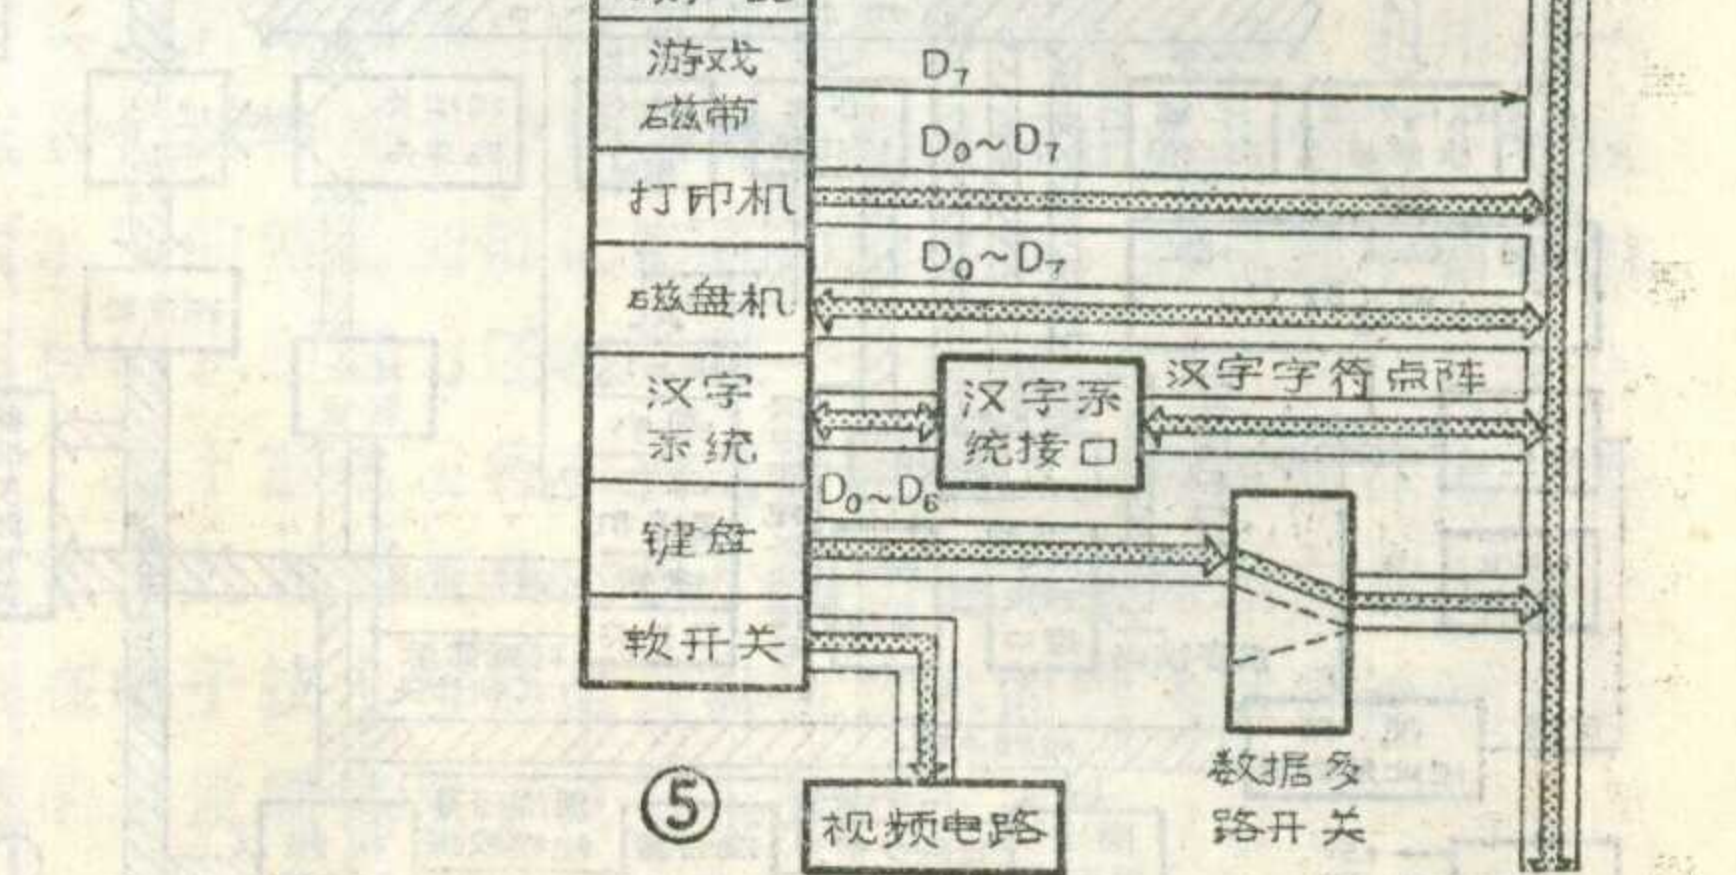 游戏
磁带
D₇
D₀~D₇
打印机
D₀~D₇
磁盘机
汉字
系统
汉字系
统接口
汉字字符点阵
D₀~D₆
键盘
软开关
⑤
视频电路
数据多
路开关